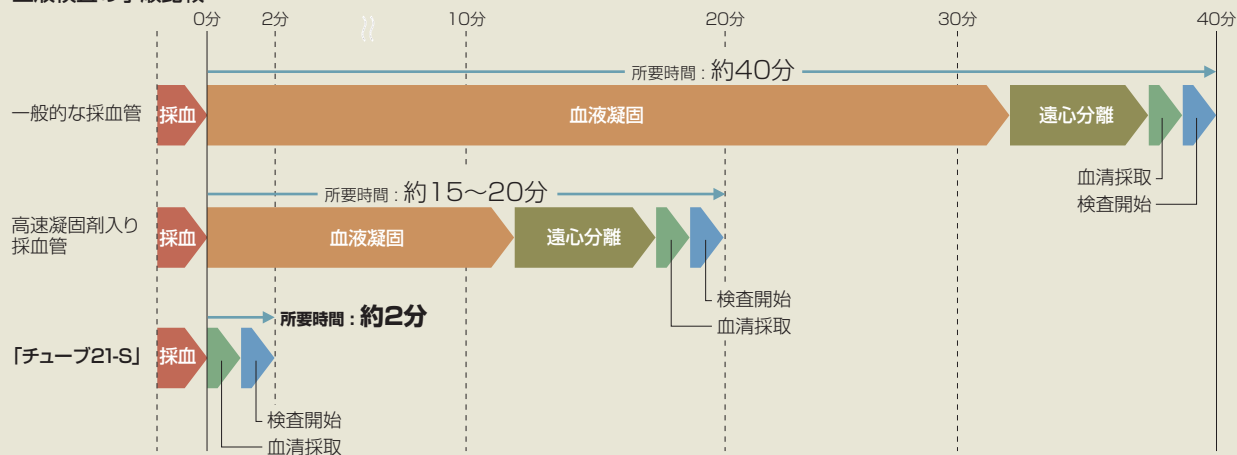 0分 2分 10分 20分 30分 40分
所要時間：約40分
一般的な採血管 採血 血液凝固 遠心分離
血清採取
検査開始
所要時間：約15～20分
高速凝固剤入り
採血管
採血 血液凝固 遠心分離
検査開始
血清採取
所要時間：約2分
「チューブ21-S」 採血
検査開始
血清採取